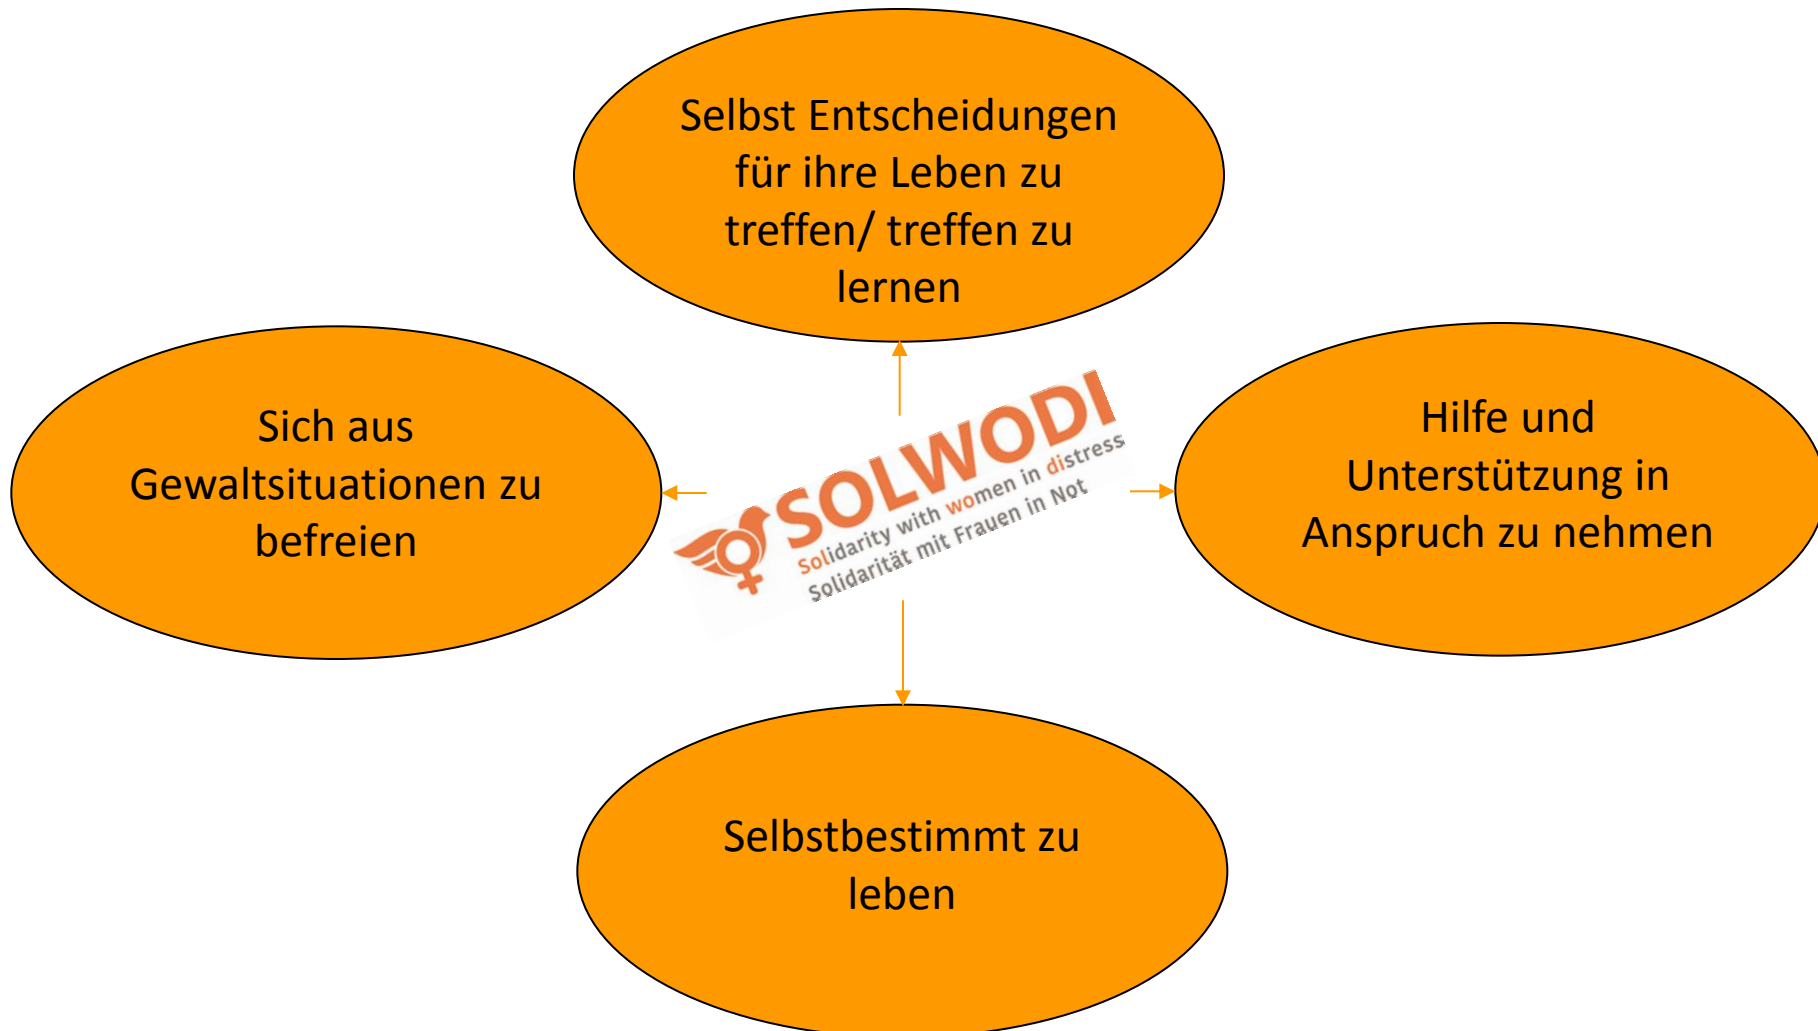 Selbst Entscheidungen
für ihre Leben zu
treffen/ treffen zu
lernen
Sich aus
Gewaltsituationen zu
befreien
SOLWODI
Solidarity with women in distress
Solidarität mit Frauen in Not
Hilfe und
Unterstützung in
Anspruch zu nehmen
Selbstbestimmt zu
leben